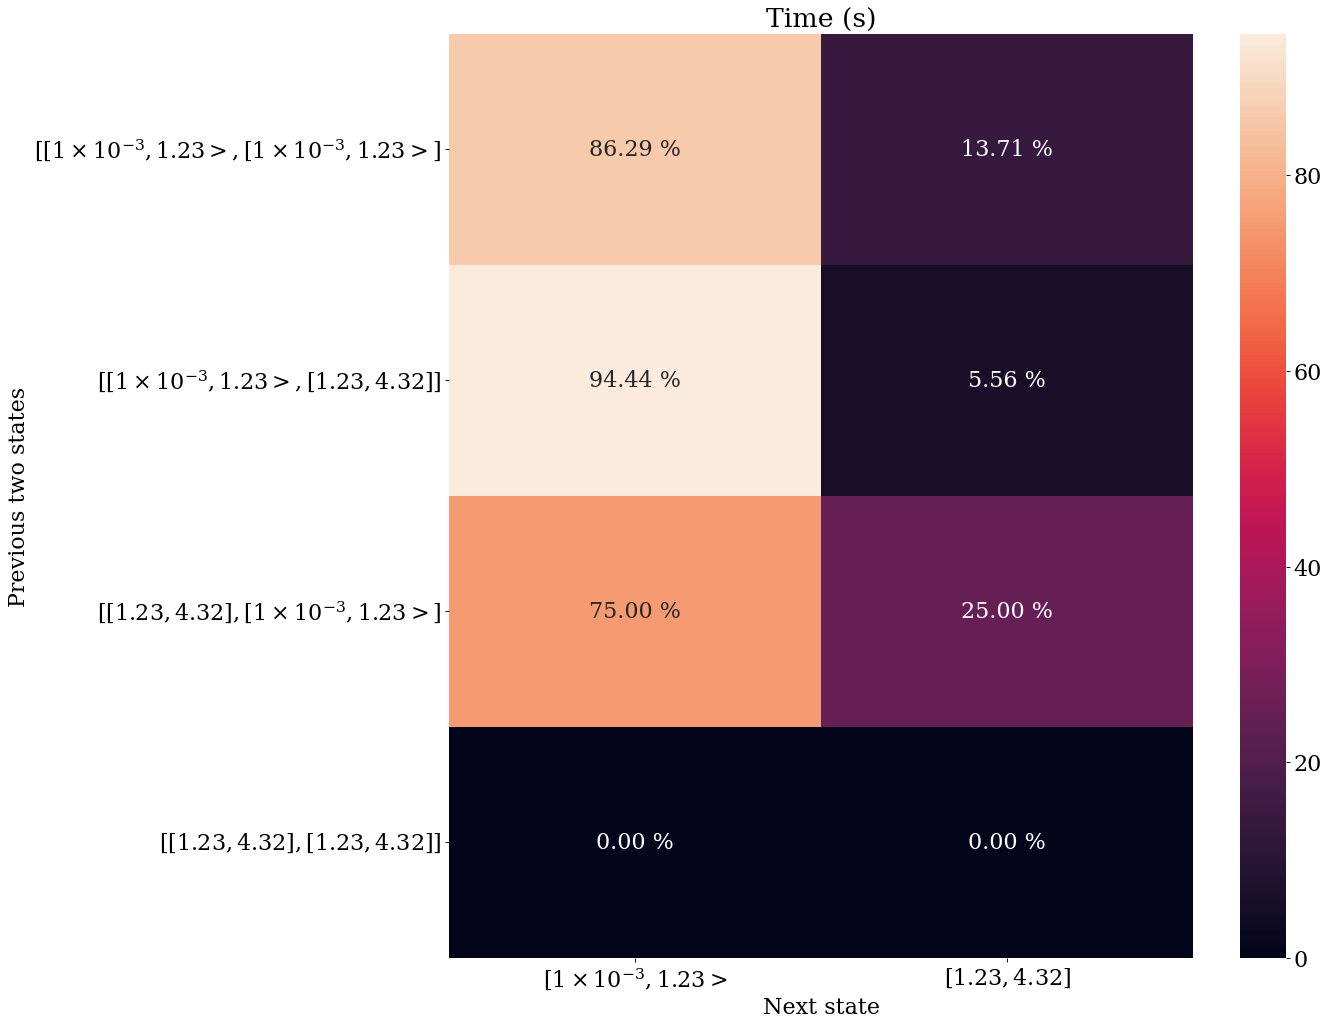 Time (s)
[[1 × 10⁻³, 1.23 >, [1 × 10⁻³, 1.23 >]
86.29 %
13.71 %
80
60
[[1 × 10⁻³, 1.23 >, [1.23, 4.32]]
94.44 %
5.56 %
Previous two states
40
[[1.23, 4.32], [1 × 10⁻³, 1.23 >]
75.00 %
25.00 %
20
[[1.23, 4.32], [1.23, 4.32]]
0.00 %
0.00 %
0
[1 × 10⁻³, 1.23 >
[1.23, 4.32]
Next state